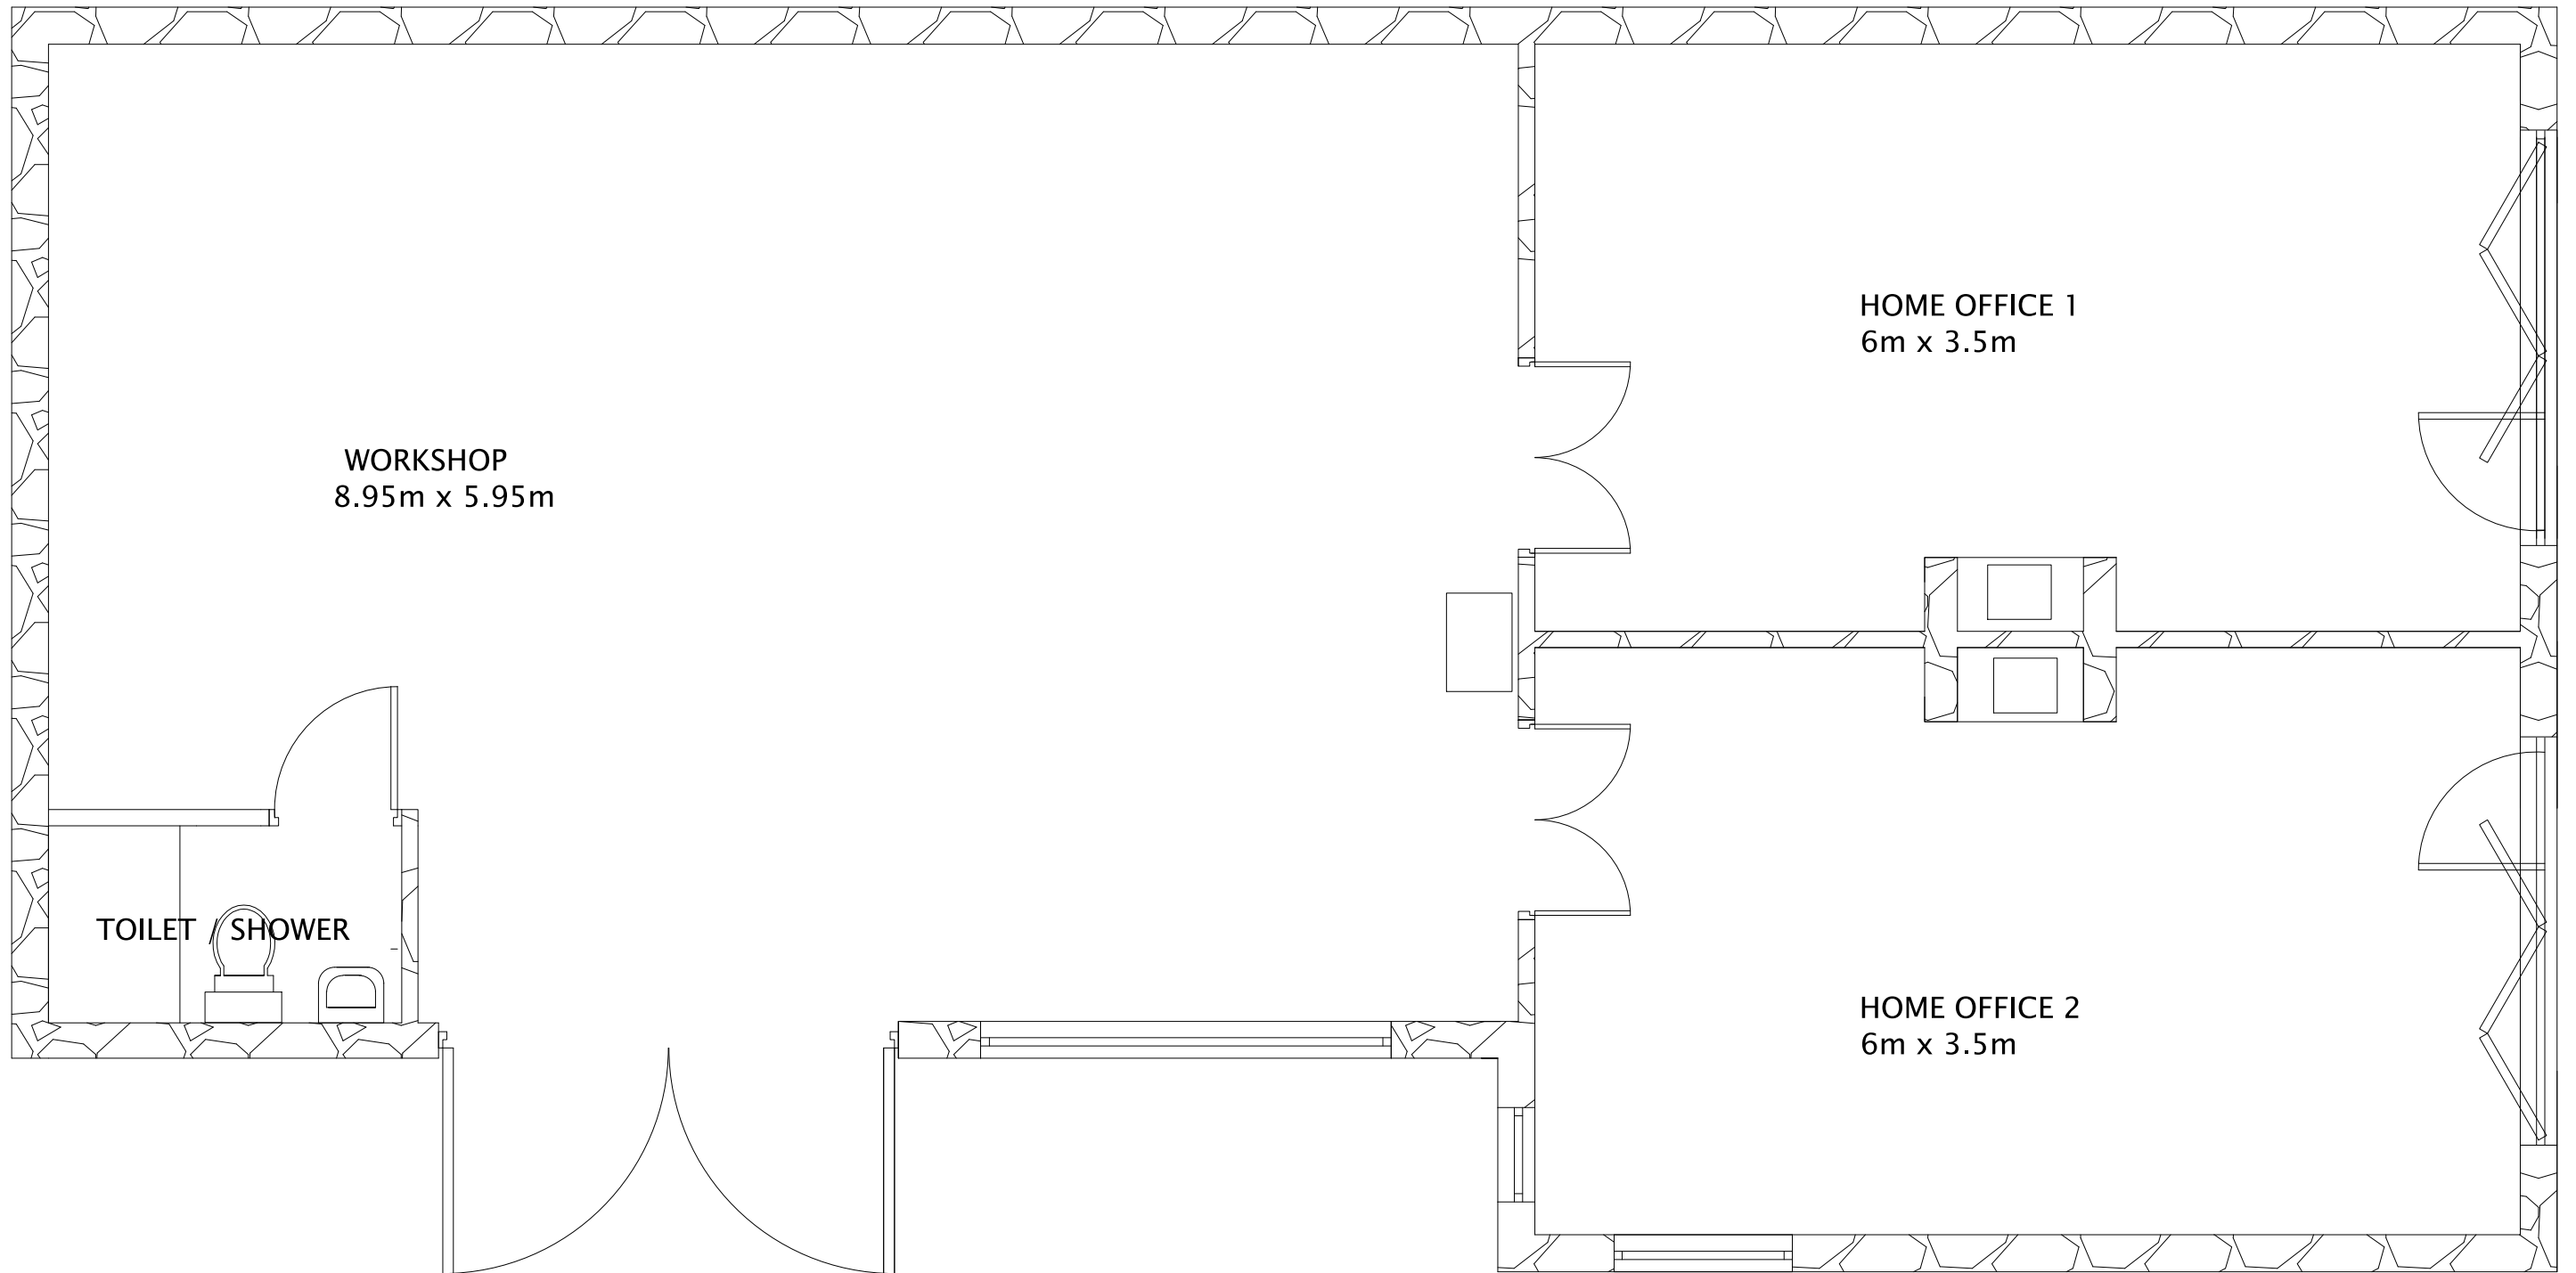 HOME OFFICE 1
6m x 3.5m
WORKSHOP
8.95m x 5.95m
TOILET / SHOWER
HOME OFFICE 2
6m x 3.5m